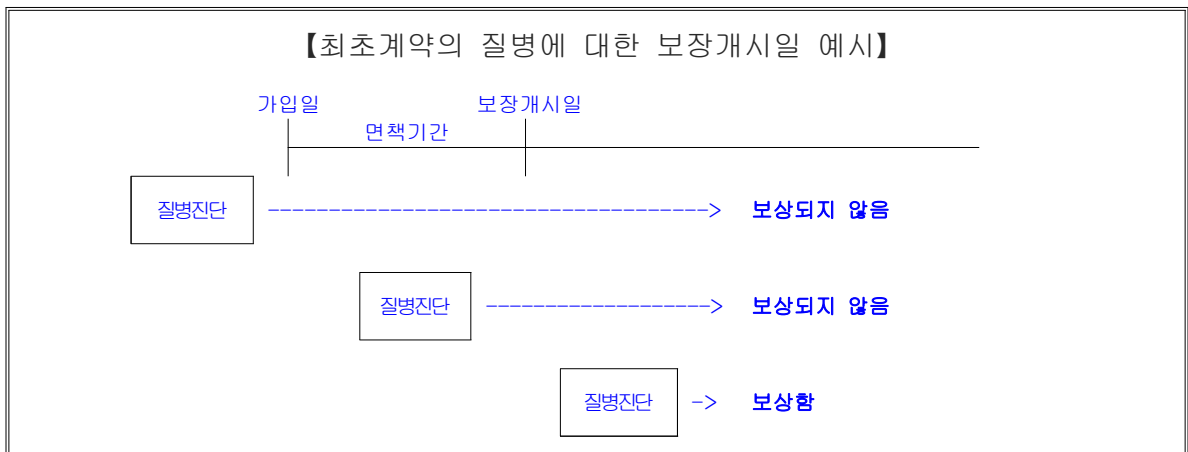 【최초계약의 질병에 대한 보장개시일 예시】
가입일 보장개시일
면책기간
질병진단 -----------------------------------> 보상되지 않음
질병진단 -------------------> 보상되지 않음
질병진단 -> 보상함